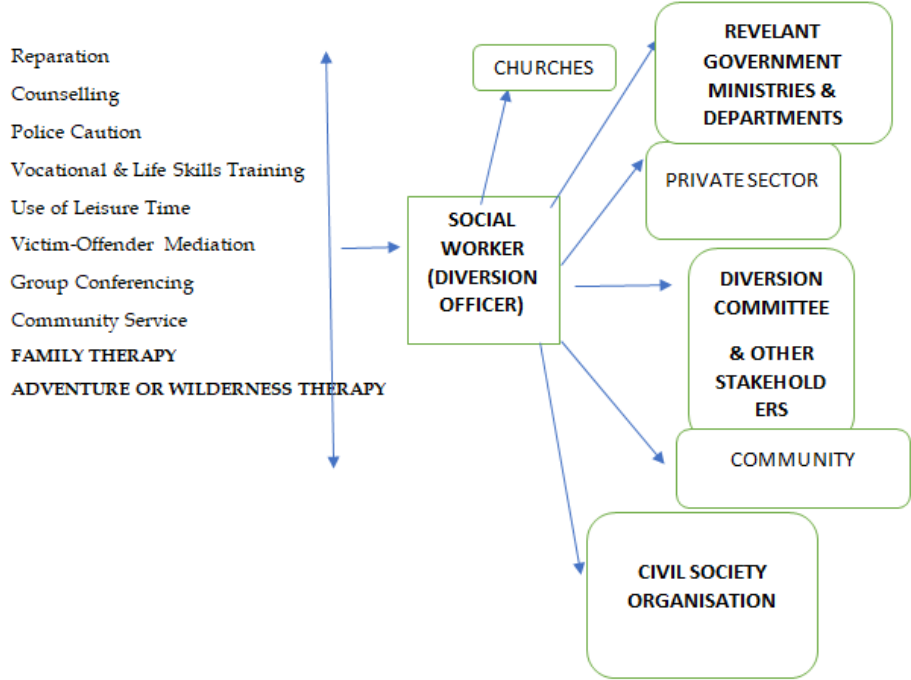 Reparation
Counselling
Police Caution
Vocational & Life Skills Training
Use of Leisure Time
Victim-Offender Mediation
Group Conferencing
Community Service
FAMILY THERAPY
ADVENTURE OR WILDERNESS THERAPY
SOCIAL
WORKER
(DIVERSION
OFFICER)
CHURCHES
REVELANT
GOVERNMENT
MINISTRIES &
DEPARTMENTS
PRIVATE SECTOR
DIVERSION
COMMITTEE
& OTHER
STAKEHOLD
ERS
COMMUNITY
CIVIL SOCIETY
ORGANISATION